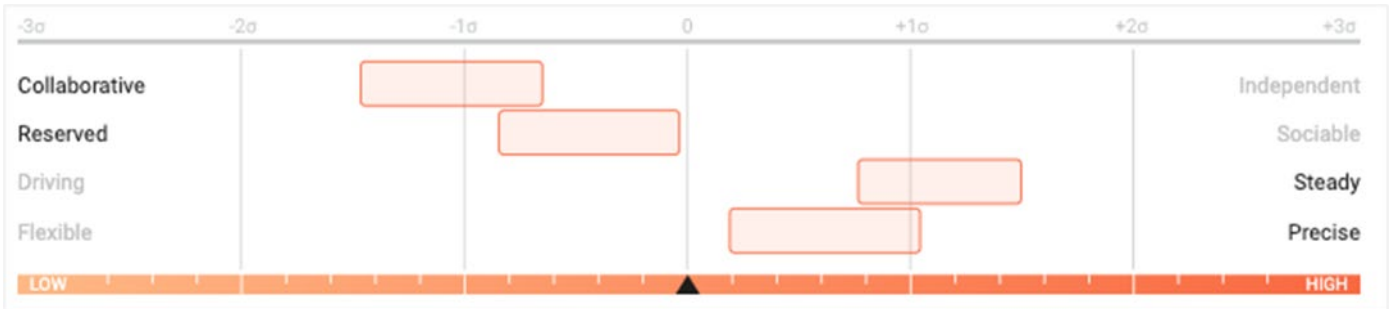 -3σ -2σ -1σ 0 +1σ +2σ +3σ
Collaborative Independent
Reserved Sociable
Driving Steady
Flexible Precise
LOW HIGH